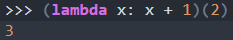 >>> (lambda x: x + 1)(2)
3